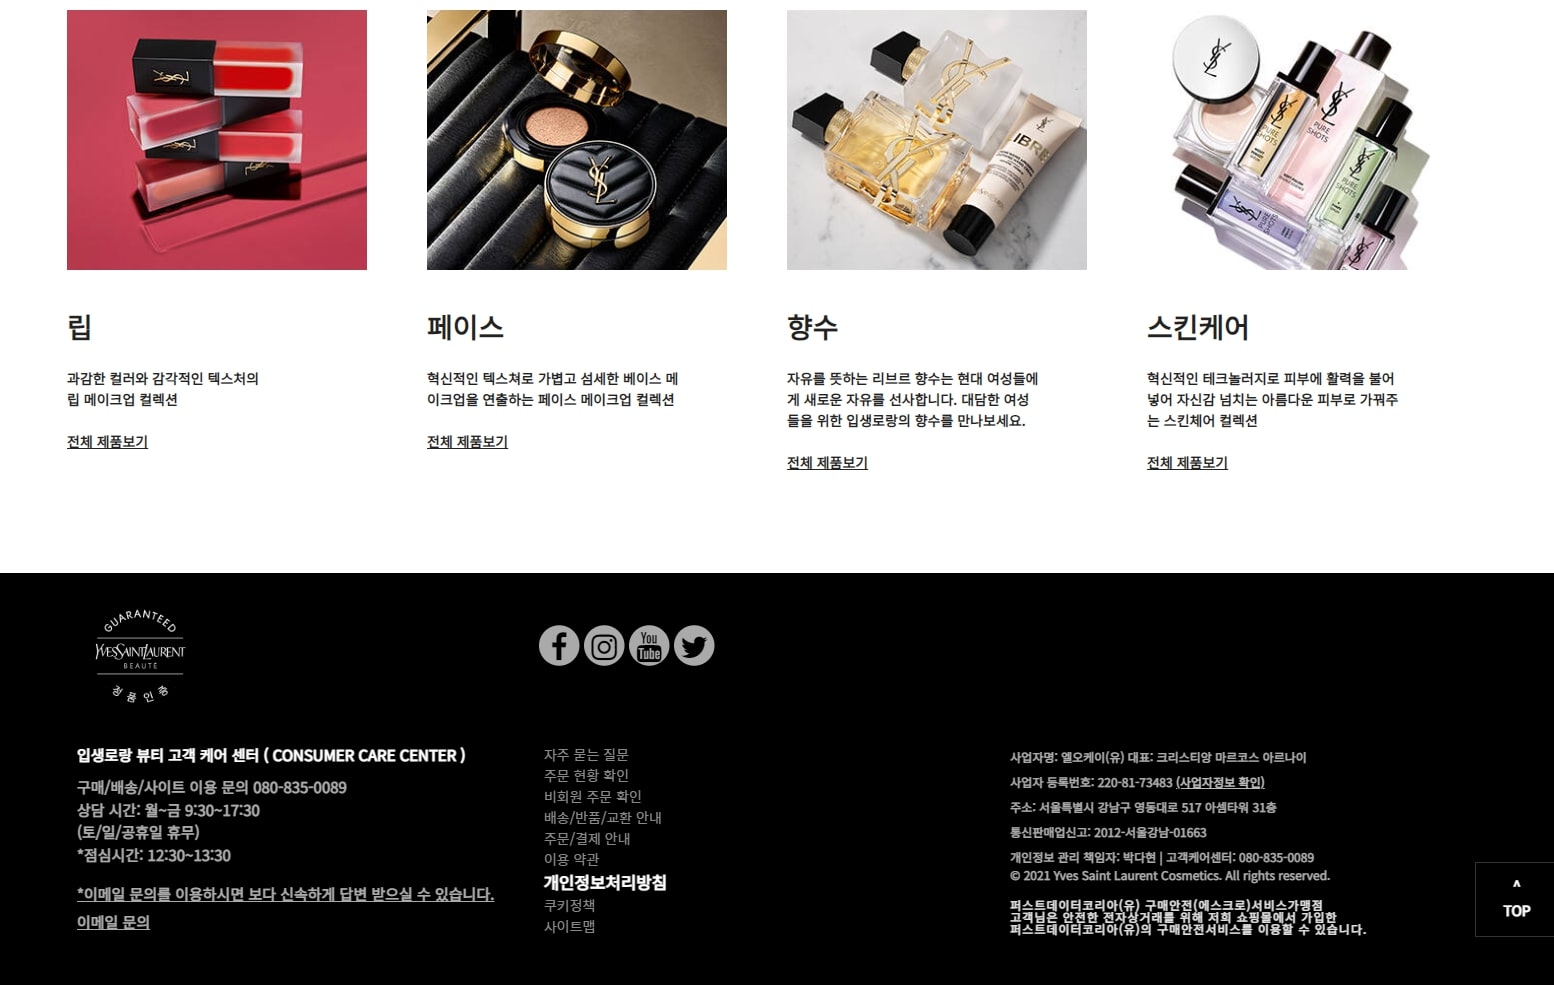 YSL
YSL
IBRE
PURE
SHOTS
PURE
SHOTS
PURE
SHOTS
PURE
SHOTS
립
과감한 컬러와 감각적인 텍스처의
립 메이크업 컬렉션
전체 제품보기
페이스
혁신적인 텍스쳐로 가볍고 섬세한 베이스 메
이크업을 연출하는 페이스 메이크업 컬렉션
전체 제품보기
향수
자유를 뜻하는 리브르 향수는 현대 여성들에
게 새로운 자유를 선사합니다. 대담한 여성
들을 위한 입생로랑의 향수를 만나보세요.
전체 제품보기
스킨케어
혁신적인 테크놀러지로 피부에 활력을 불어
넣어 자신감 넘치는 아름다운 피부로 가꿔주
는 스킨체어 컬렉션
전체 제품보기
GUARANTEED
YVESSAINTLAURENT
BEAUTÉ
정품인증
You
Tube
입생로랑 뷰티 고객 케어 센터 ( CONSUMER CARE CENTER )
구매/배송/사이트 이용 문의 080-835-0089
상담 시간: 월~금 9:30~17:30
(토/일/공휴일 휴무)
*점심시간: 12:30~13:30
*이메일 문의를 이용하시면 보다 신속하게 답변 받으실 수 있습니다.
이메일 문의
자주 묻는 질문
주문 현황 확인
비회원 주문 확인
배송/반품/교환 안내
주문/결제 안내
이용 약관
개인정보처리방침
쿠키정책
사이트맵
사업자명: 엘오케이(유) 대표: 크리스티앙 마르코스 아르나이
사업자 등록번호: 220-81-73483 (사업자정보 확인)
주소: 서울특별시 강남구 영동대로 517 아셈타워 31층
통신판매업신고: 2012-서울강남-01663
개인정보 관리 책임자: 박다현 | 고객케어센터: 080-835-0089
© 2021 Yves Saint Laurent Cosmetics. All rights reserved.
퍼스트데이터코리아(유) 구매안전(에스크로)서비스가맹점
고객님은 안전한 전자상거래를 위해 저희 쇼핑몰에서 가입한
퍼스트데이터코리아(유)의 구매안전서비스를 이용할 수 있습니다.
^
TOP